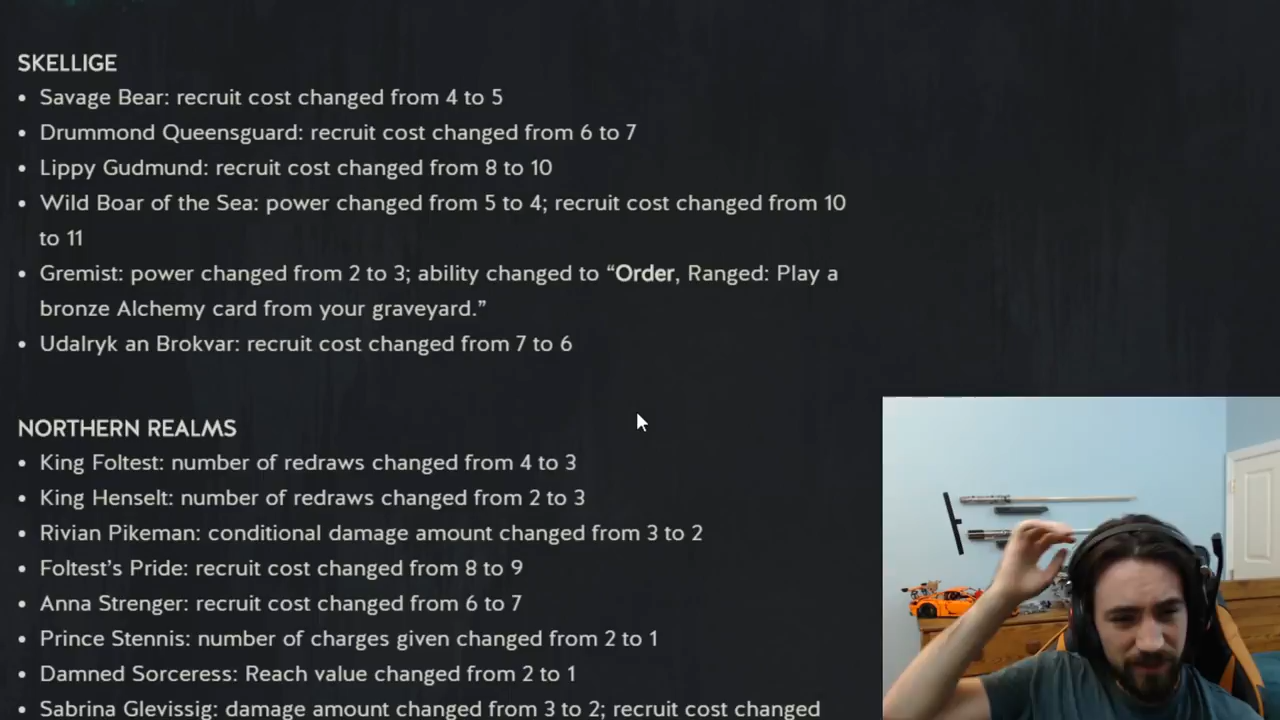 SKELLIGE
• Savage Bear: recruit cost changed from 4 to 5
• Drummond Queensguard: recruit cost changed from 6 to 7
• Lippy Gudmund: recruit cost changed from 8 to 10
• Wild Boar of the Sea: power changed from 5 to 4; recruit cost changed from 10
to 11
• Gremist: power changed from 2 to 3; ability changed to “Order, Ranged: Play a
bronze Alchemy card from your graveyard.”
• Udalryk an Brokvar: recruit cost changed from 7 to 6
NORTHERN REALMS
• King Foltest: number of redraws changed from 4 to 3
• King Henselt: number of redraws changed from 2 to 3
• Rivian Pikeman: conditional damage amount changed from 3 to 2
• Foltest’s Pride: recruit cost changed from 8 to 9
• Anna Strenger: recruit cost changed from 6 to 7
• Prince Stennis: number of charges given changed from 2 to 1
• Damned Sorceress: Reach value changed from 2 to 1
• Sabrina Glevissig: damage amount changed from 3 to 2; recruit cost changed